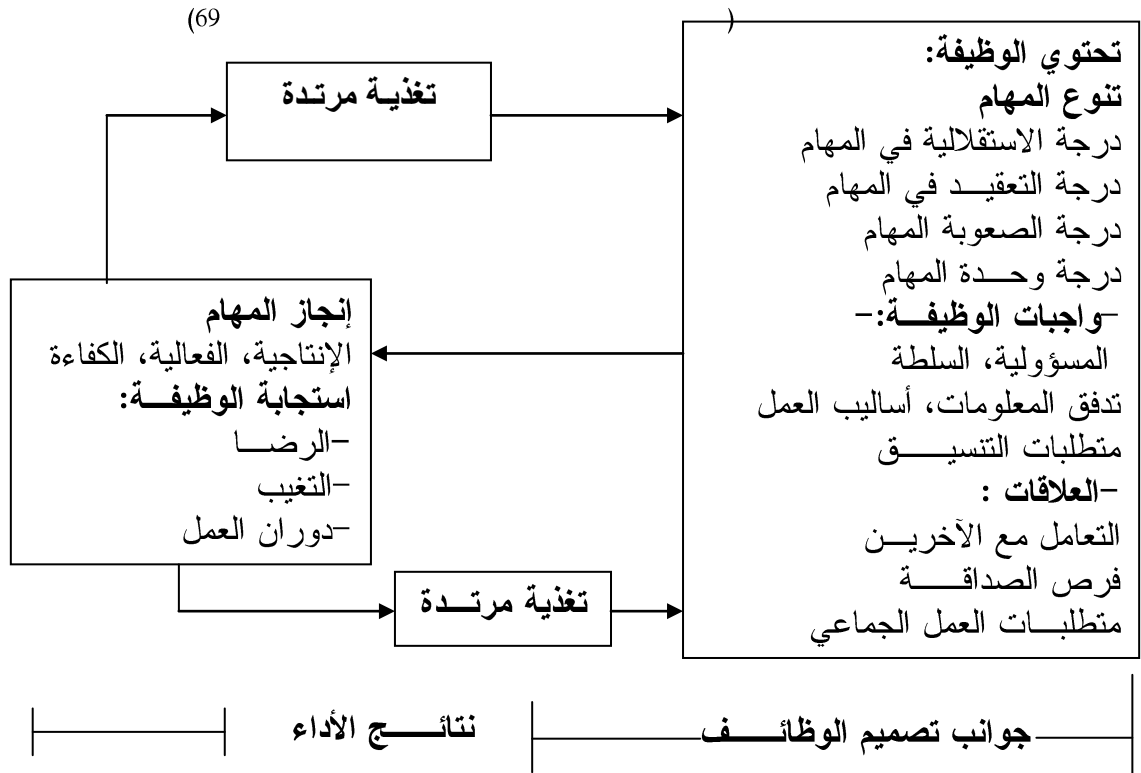 (69 )
تغذية مرتدة
تحتوي الوظيفة:
تنوع المهام
درجة الاستقلالية في المهام
درجة التعقيد في المهام
درجة الصعوبة المهام
درجة وحدة المهام
-واجبات الوظيفة:-
المسؤولية، السلطة
تدفق المعلومات، أساليب العمل
متطلبات التنسيق
-العلاقات :
التعامل مع الآخرين
فرص الصداقة
متطلبات العمل الجماعي
إنجاز المهام
الإنتاجية، الفعالية، الكفاءة
استجابة الوظيفة:
-الرضا
-التغيب
-دوران العمل
تغذية مرتدة
جوانب تصميم الوظائف
نتائج الأداء